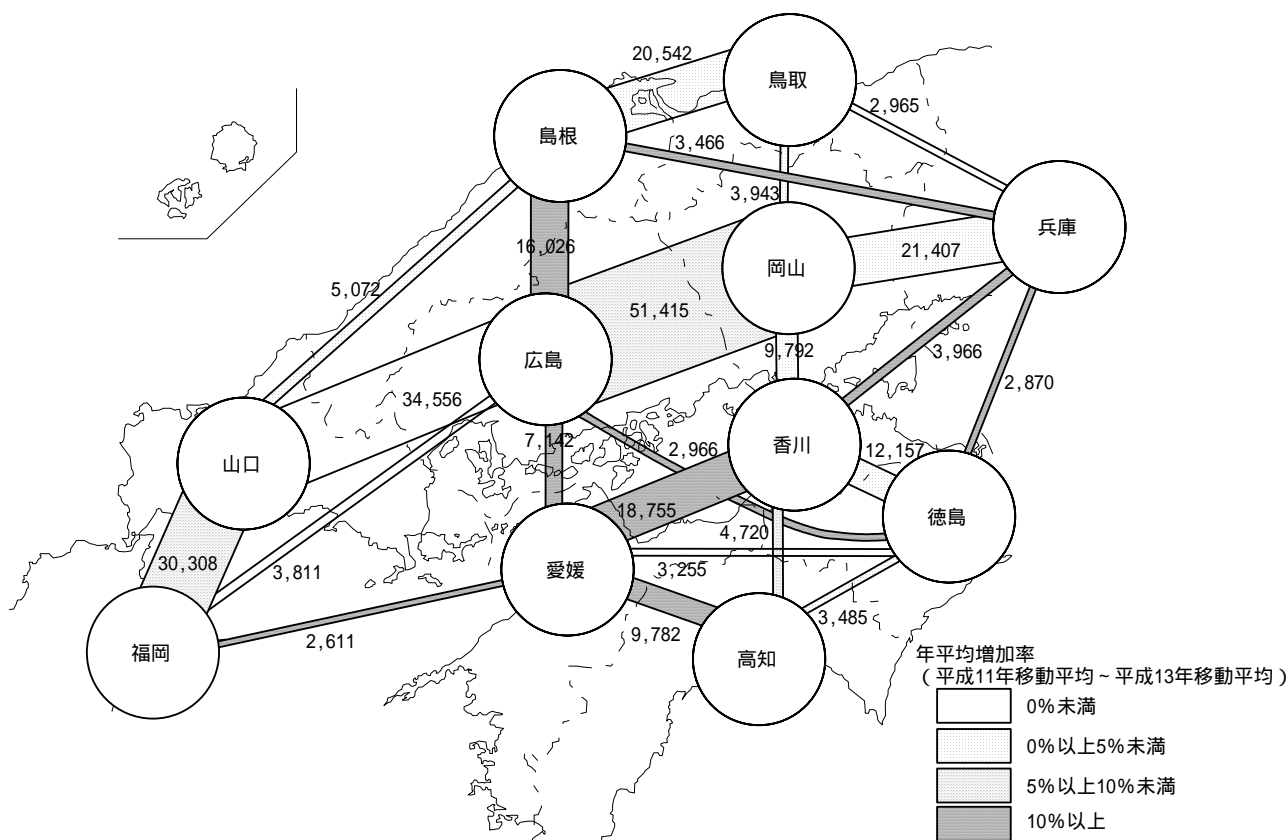 20,542
鳥取
2,965
島根
3,466
3,943
兵庫
16,026
岡山
21,407
5,072
51,415
広島
9,792
3,966
2,870
34,556
7,142
2,966
香川
12,157
山口
18,755
徳島
4,720
30,308
3,811
愛媛
3,255
3,485
2,611
9,782
福岡
高知
年平均増加率
(平成11年移動平均~平成13年移動平均)
0%未満
0%以上5%未満
5%以上10%未満
10%以上